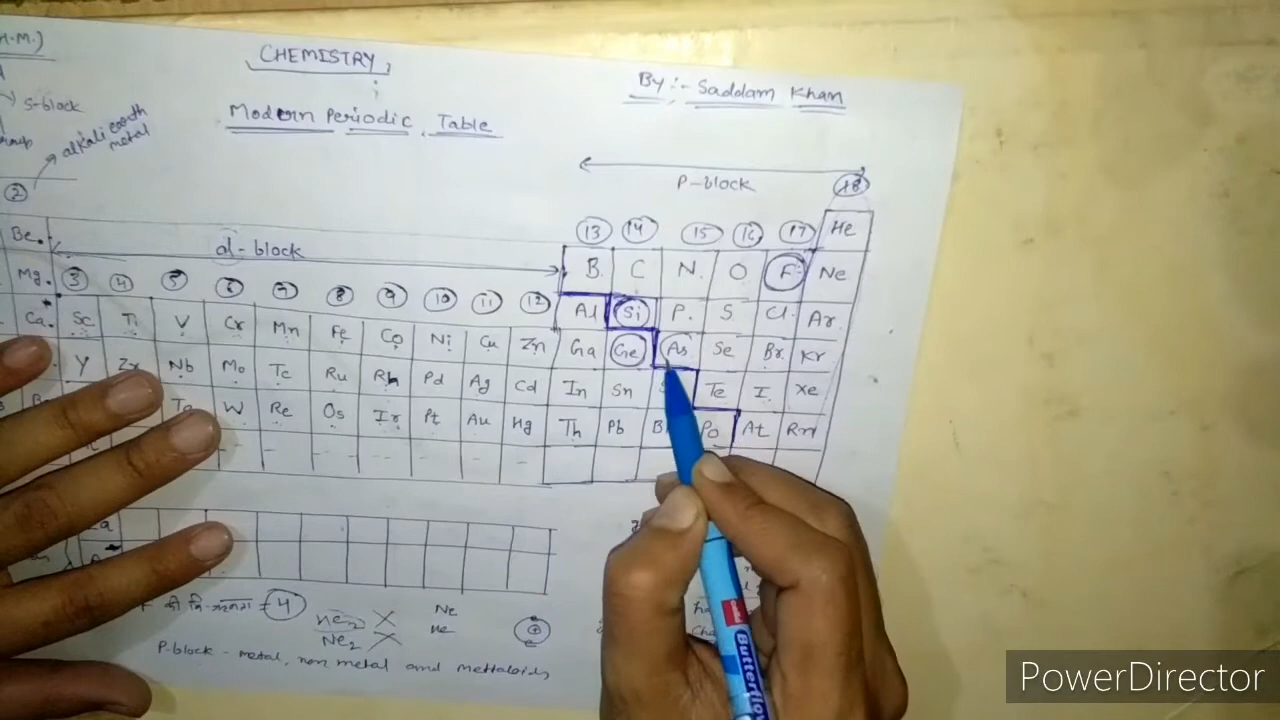 H.M.)
CHEMISTRY
By :- Saddam Khan
Modern Periodic Table
S-block
alkali earth
metal
P-block
d-block
2 3 4 5 6 7 8 9 10 11 12 13 14 15 16 17 18
He
Be B C N O F Ne
Mg Al Si P S Cl Ar
Ca Sc Ti V Cr Mn Fe Co Ni Cu Zn Ga Ge As Se Br Kr
Y Zr Nb Mo Tc Ru Rh Pd Ag Cd In Sn Te I Xe
Ta W Re Os Ir Pt Au Hg Th Pb Po At Rn
= 4
He2 X Ne
Ne2 X He
P-block - metal, non metal and mettaloids
Butterflow
PowerDirector